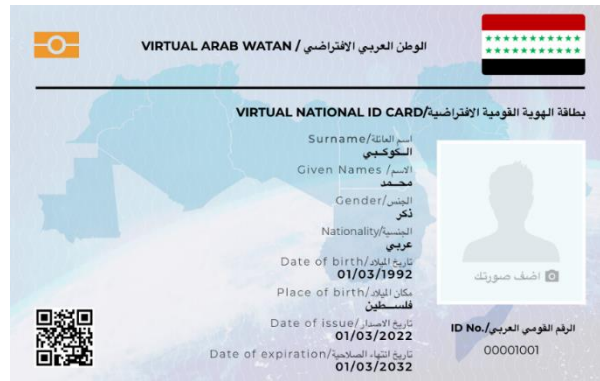 الوطن العربي الافتراضي / VIRTUAL ARAB WATAN
بطاقة الهوية القومية الافتراضية/VIRTUAL NATIONAL ID CARD
اسم العائلة/Surname
الـكوكـبي
الاسم/ Given Names
محـمد
الجنس/Gender
ذكر
الجنسية/Nationality
عربي
تاريخ الميلاد/Date of birth
01/03/1992
مكان الميلاد/Place of birth
فلســطين
تاريخ الاصدار/Date of issue
01/03/2022
تاريخ انتهاء الصلاحية/Date of expiration
01/03/2032
اضف صورتك
الرقم القومي العربي/ID No.
00001001